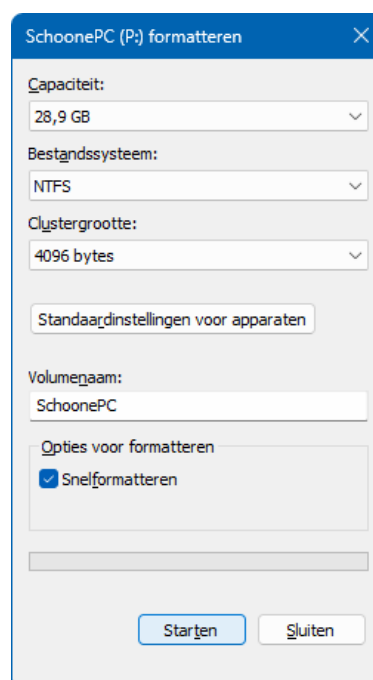 SchoonePC (P:) formatteren
Capaciteit:
28,9 GB
Bestandssysteem:
NTFS
Clustergrootte:
4096 bytes
Standaardinstellingen voor apparaten
Volumenaam:
SchoonePC
Opties voor formatteren
Snelformatteren
Starten
Sluiten